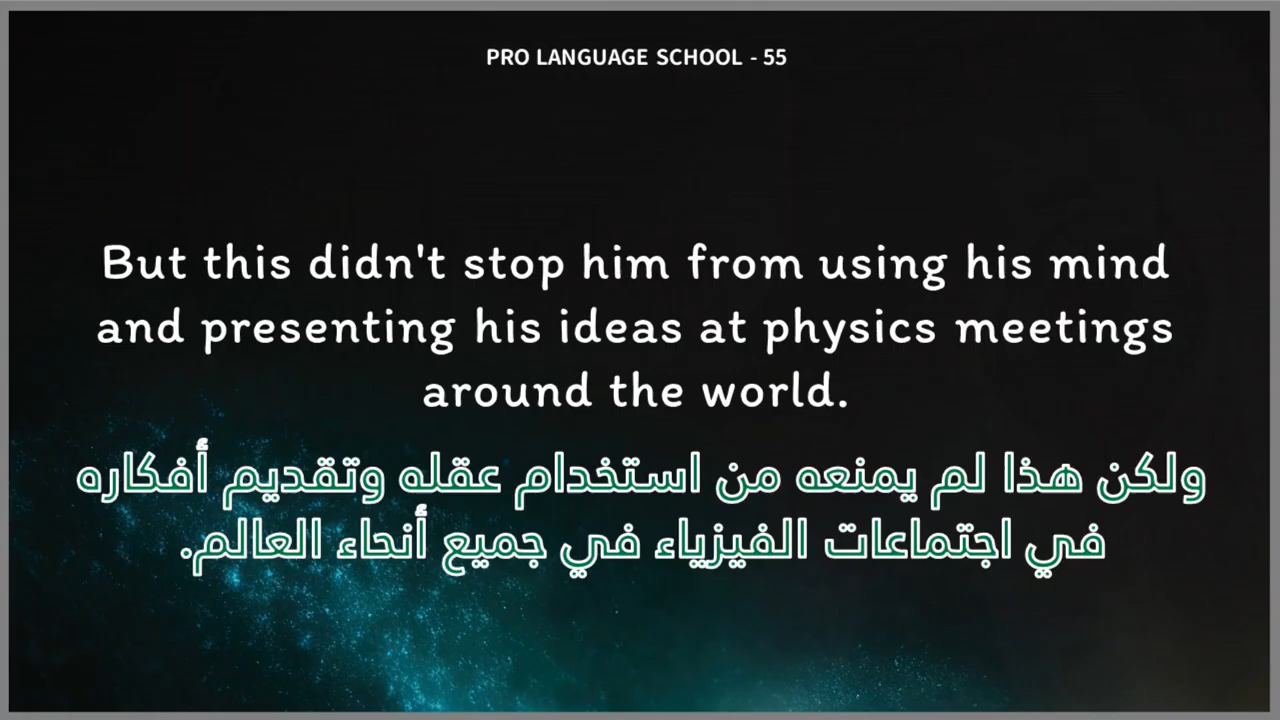 PRO LANGUAGE SCHOOL - 55
But this didn't stop him from using his mind
and presenting his ideas at physics meetings
around the world.
ولكن هذا لم يمنعه من استخدام عقله وتقديم أفكاره
في اجتماعات الفيزياء في جميع أنحاء العالم.